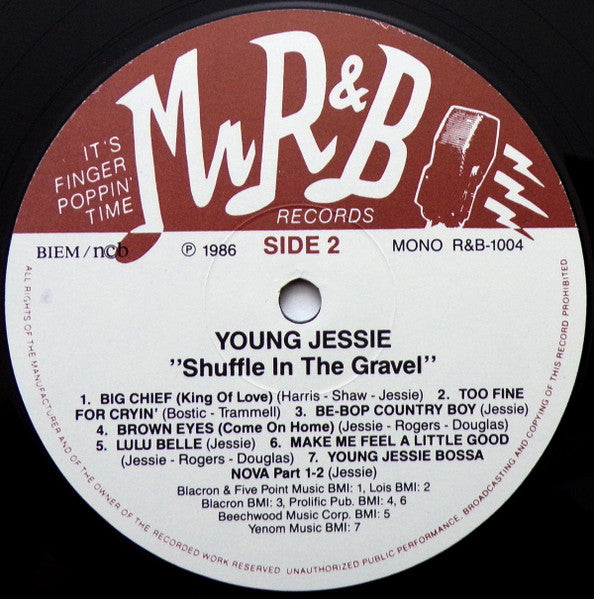 IT'S
FINGER
POPPIN'
TIME
Mr R&B
RECORDS
BIEM/ncb
℗ 1986
SIDE 2
MONO R&B-1004
YOUNG JESSIE
''Shuffle In The Gravel''
1. BIG CHIEF (King Of Love) (Harris - Shaw - Jessie) 2. TOO FINE
FOR CRYIN' (Bostic - Trammell) 3. BE-BOP COUNTRY BOY (Jessie)
4. BROWN EYES (Come On Home) (Jessie - Rogers - Douglas)
5. LULU BELLE (Jessie) 6. MAKE ME FEEL A LITTLE GOOD
(Jessie - Rogers - Douglas) 7. YOUNG JESSIE BOSSA
NOVA Part 1-2 (Jessie)
Blacron & Five Point Music BMI: 1, Lois BMI: 2
Blacron BMI: 3, Prolific Pub. BMI: 4, 6
Beechwood Music Corp. BMI: 5
Yenom Music BMI: 7
ALL RIGHTS OF THE MANUFACTURER AND OF THE OWNER OF THE RECORDED WORK RESERVED UNAUTHORIZED PUBLIC PERFORMANCE, BROADCASTING AND COPYING OF THIS RECORD PROHIBITED